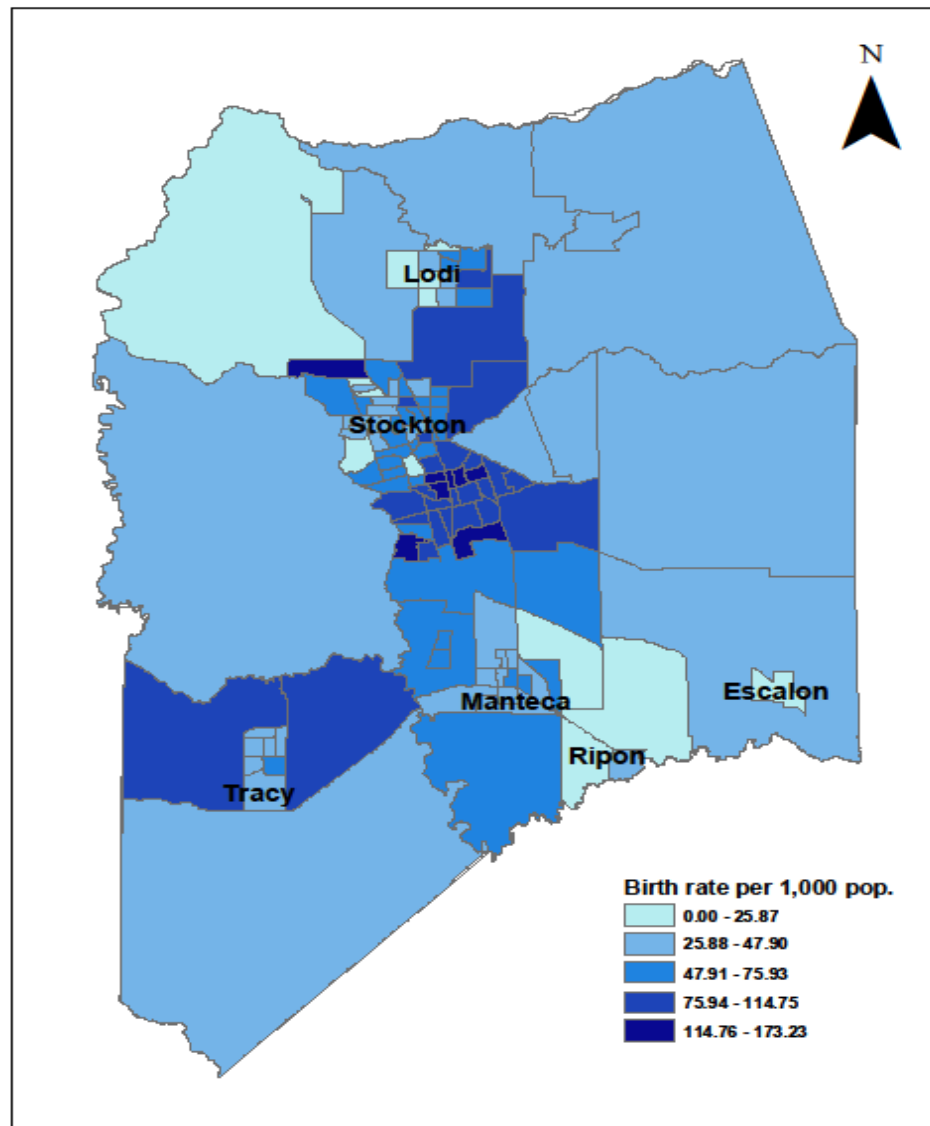 N
Lodi
Stockton
Manteca
Escalon
Ripon
Tracy
Birth rate per 1,000 pop.
0.00 - 25.87
25.88 - 47.90
47.91 - 75.93
75.94 - 114.75
114.76 - 173.23